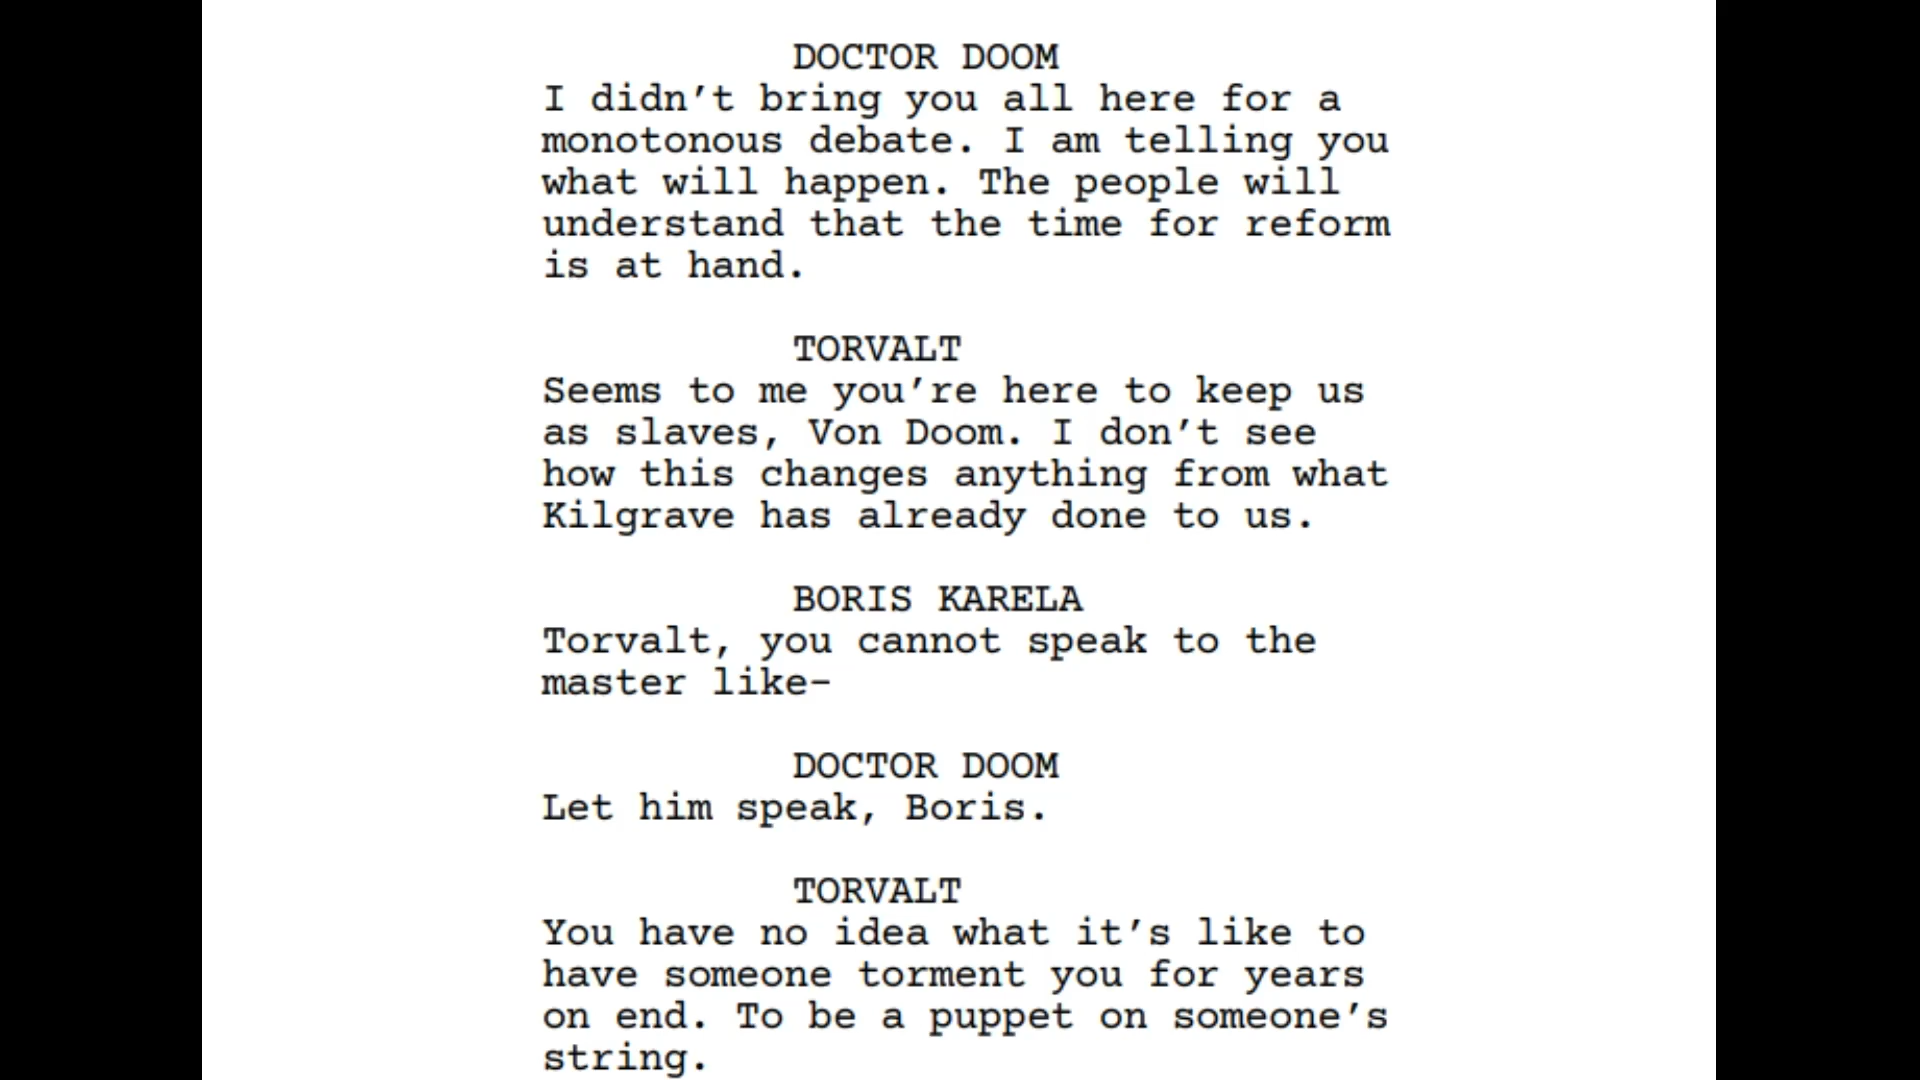 DOCTOR DOOM
I didn’t bring you all here for a
monotonous debate. I am telling you
what will happen. The people will
understand that the time for reform
is at hand.
TORVALT
Seems to me you’re here to keep us
as slaves, Von Doom. I don’t see
how this changes anything from what
Kilgrave has already done to us.
BORIS KARELA
Torvalt, you cannot speak to the
master like-
DOCTOR DOOM
Let him speak, Boris.
TORVALT
You have no idea what it’s like to
have someone torment you for years
on end. To be a puppet on someone’s
string.